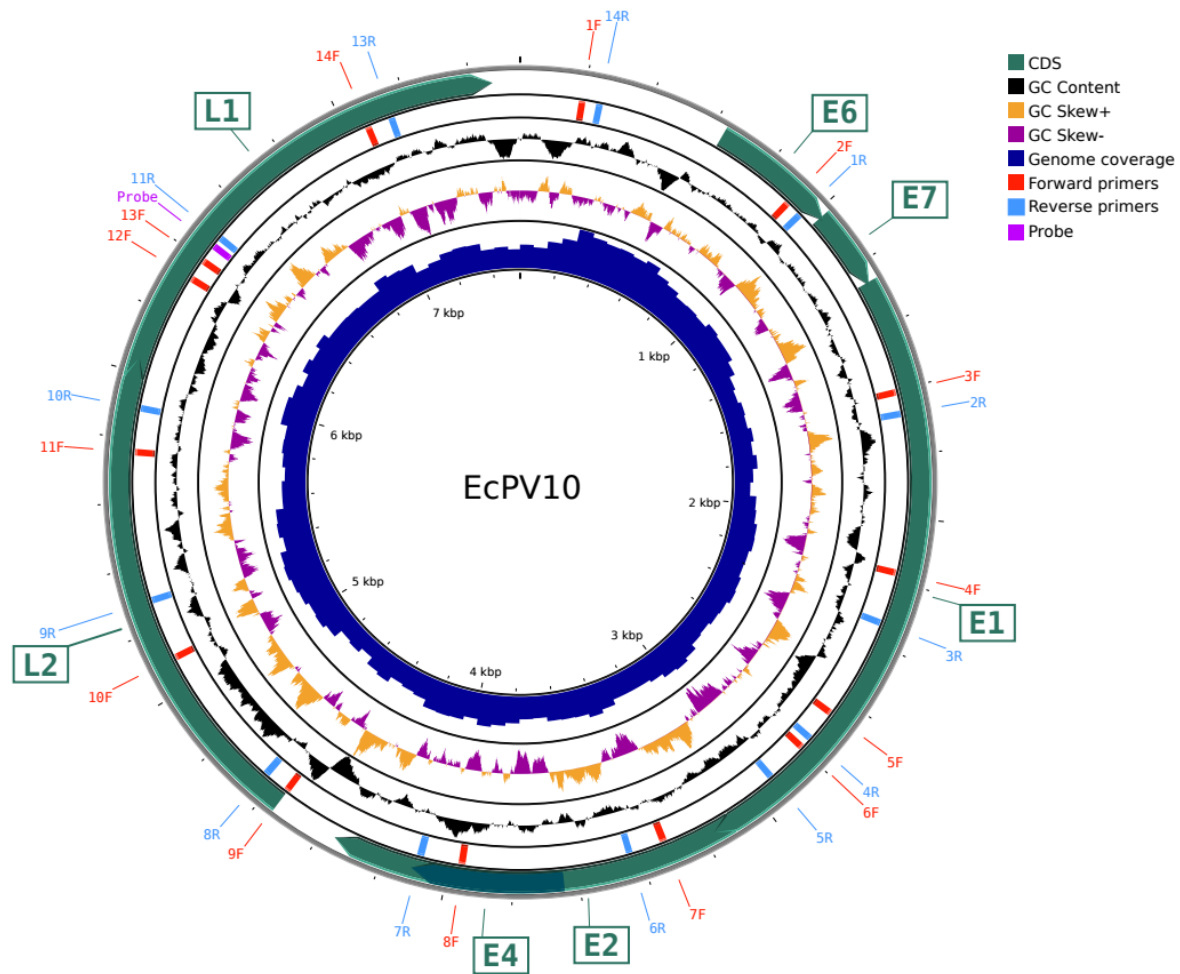 1F
14R
13R
14F
L1
E6
2F
1R
E7
11R
Probe
13F
12F
3F
2R
10R
11F
4F
E1
3R
9R
L2
10F
5F
4R
6F
5R
8R
9F
7R
8F
E4
E2
6R
7F
7 kbp
1 kbp
6 kbp
2 kbp
5 kbp
3 kbp
4 kbp
EcPV10
CDS
GC Content
GC Skew+
GC Skew-
Genome coverage
Forward primers
Reverse primers
Probe